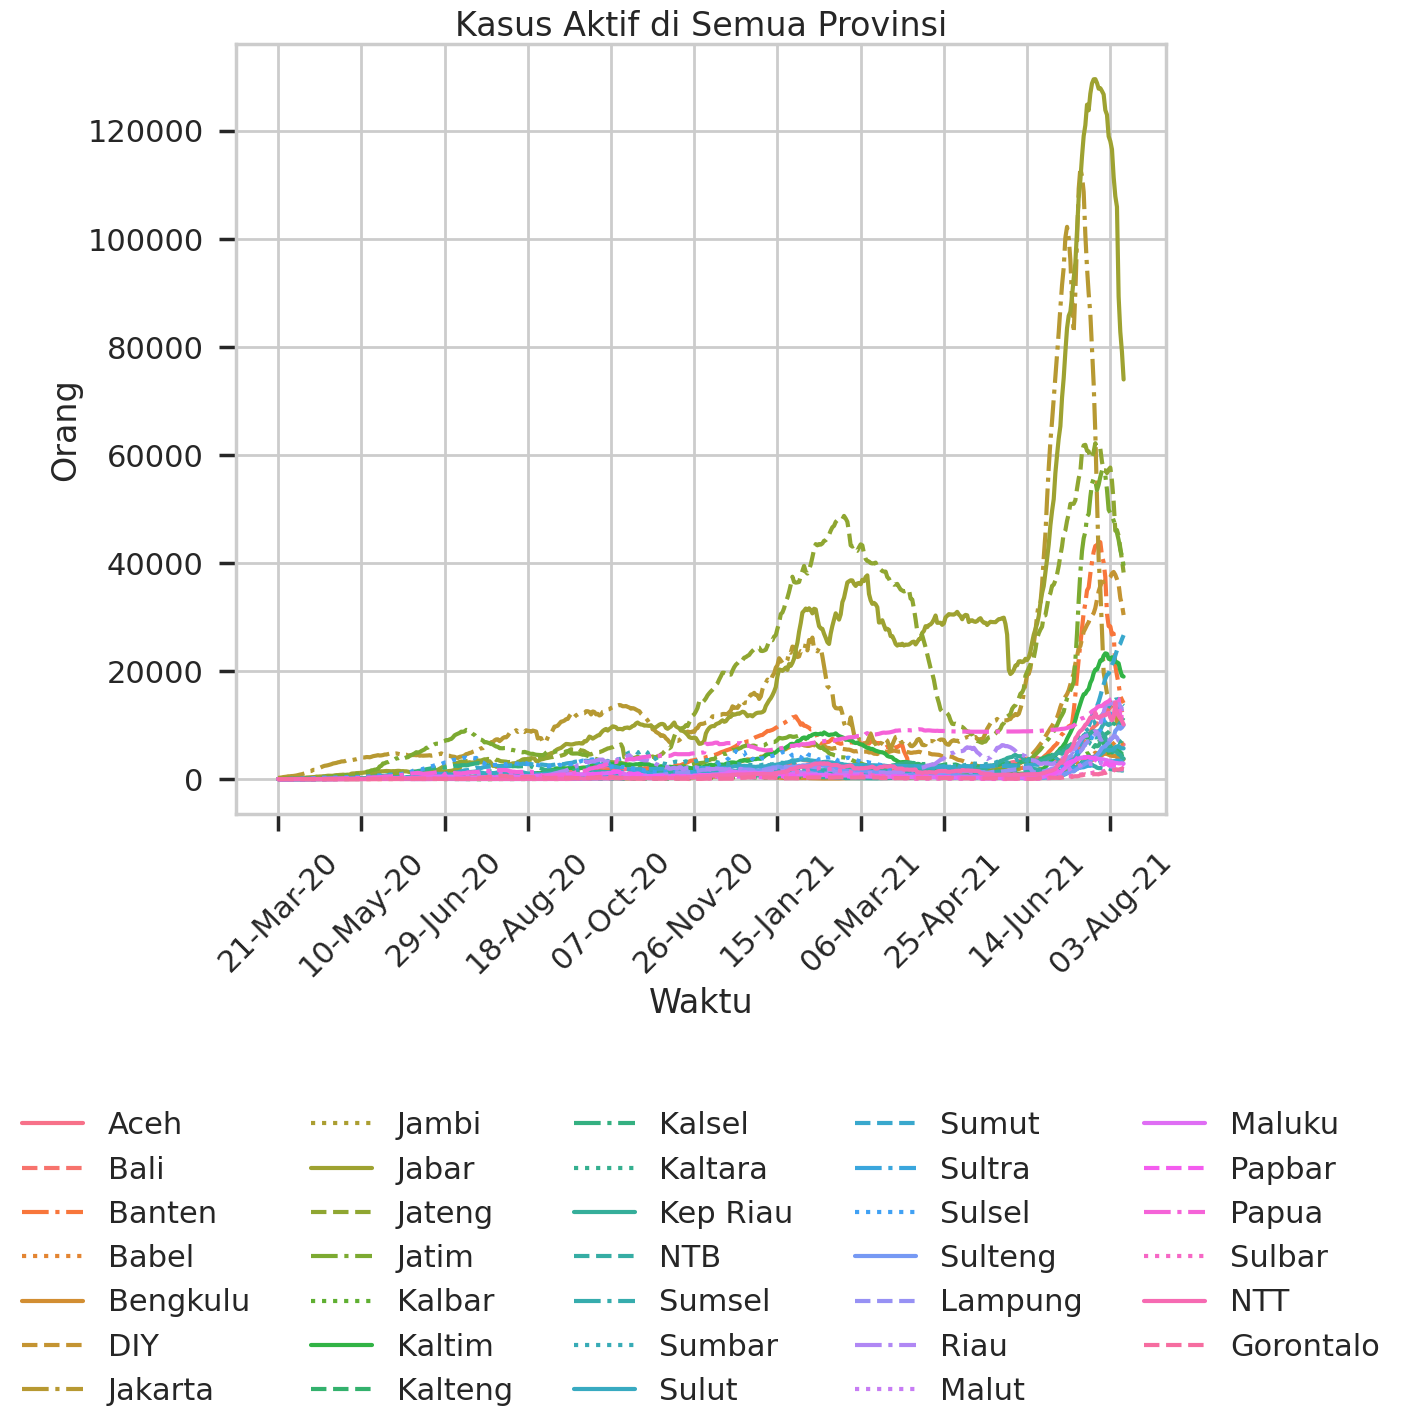 Kasus Aktif di Semua Provinsi
120000
100000
80000
60000
40000
20000
0
Orang
21-Mar-20
10-May-20
29-Jun-20
18-Aug-20
07-Oct-20
26-Nov-20
15-Jan-21
06-Mar-21
25-Apr-21
14-Jun-21
03-Aug-21
Waktu
Aceh
Bali
Banten
Babel
Bengkulu
DIY
Jakarta
Jambi
Jabar
Jateng
Jatim
Kalbar
Kaltim
Kalteng
Kalsel
Kaltara
Kep Riau
NTB
Sumsel
Sumbar
Sulut
Sumut
Sultra
Sulsel
Sulteng
Lampung
Riau
Malut
Maluku
Papbar
Papua
Sulbar
NTT
Gorontalo